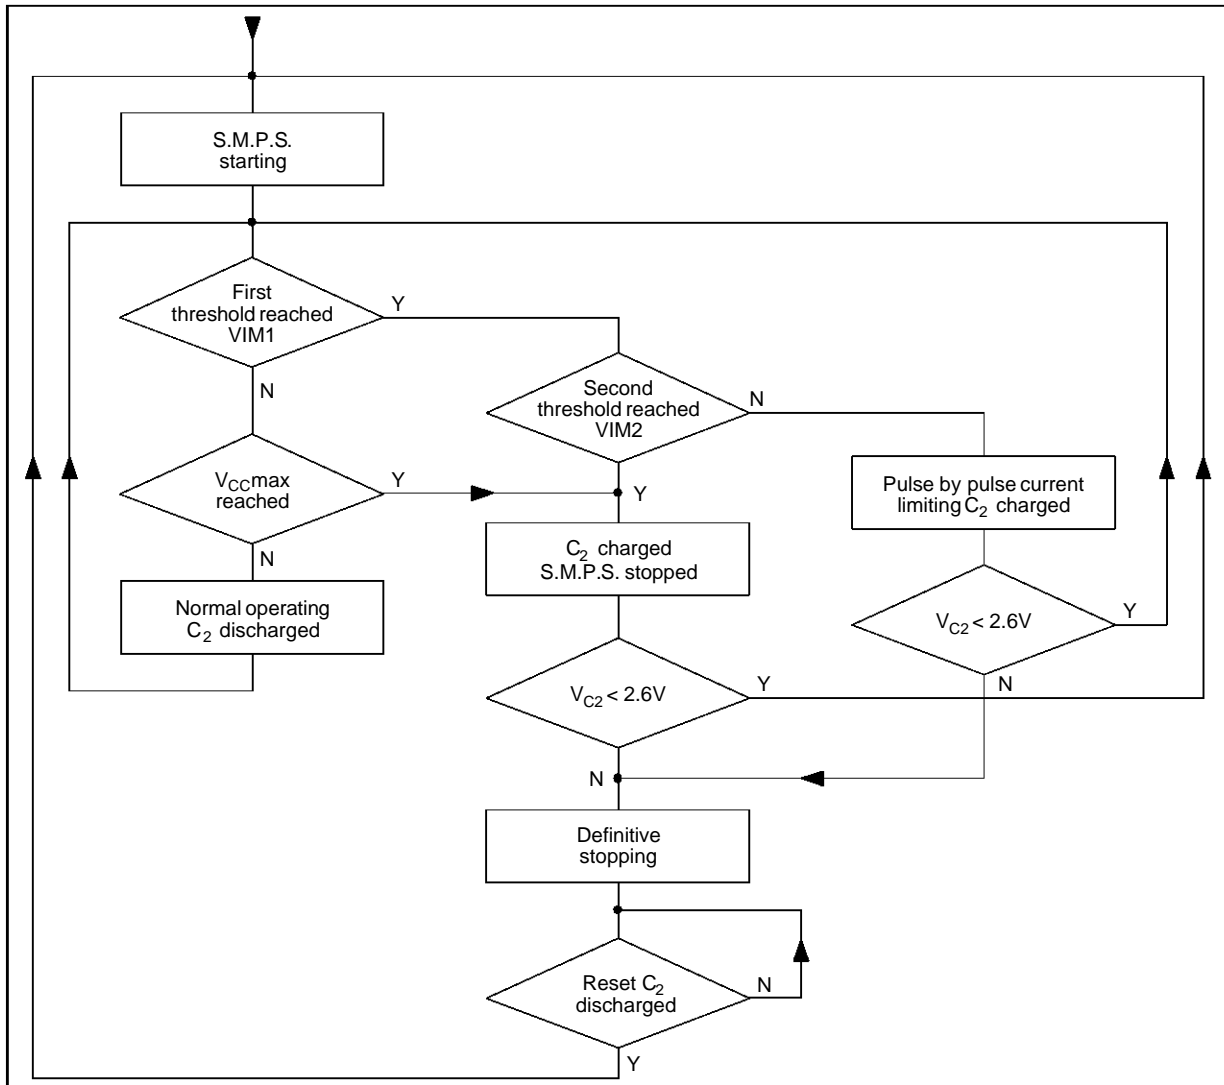 S.M.P.S.
starting
First
threshold reached
VIM1
Y
N
Second
threshold reached
VIM2
N
Y
VCCmax
reached
Y
N
Pulse by pulse current
limiting C2 charged
C2 charged
S.M.P.S. stopped
Normal operating
C2 discharged
VC2 < 2.6V
Y
N
VC2 < 2.6V
Y
N
Definitive
stopping
Reset C2
discharged
N
Y